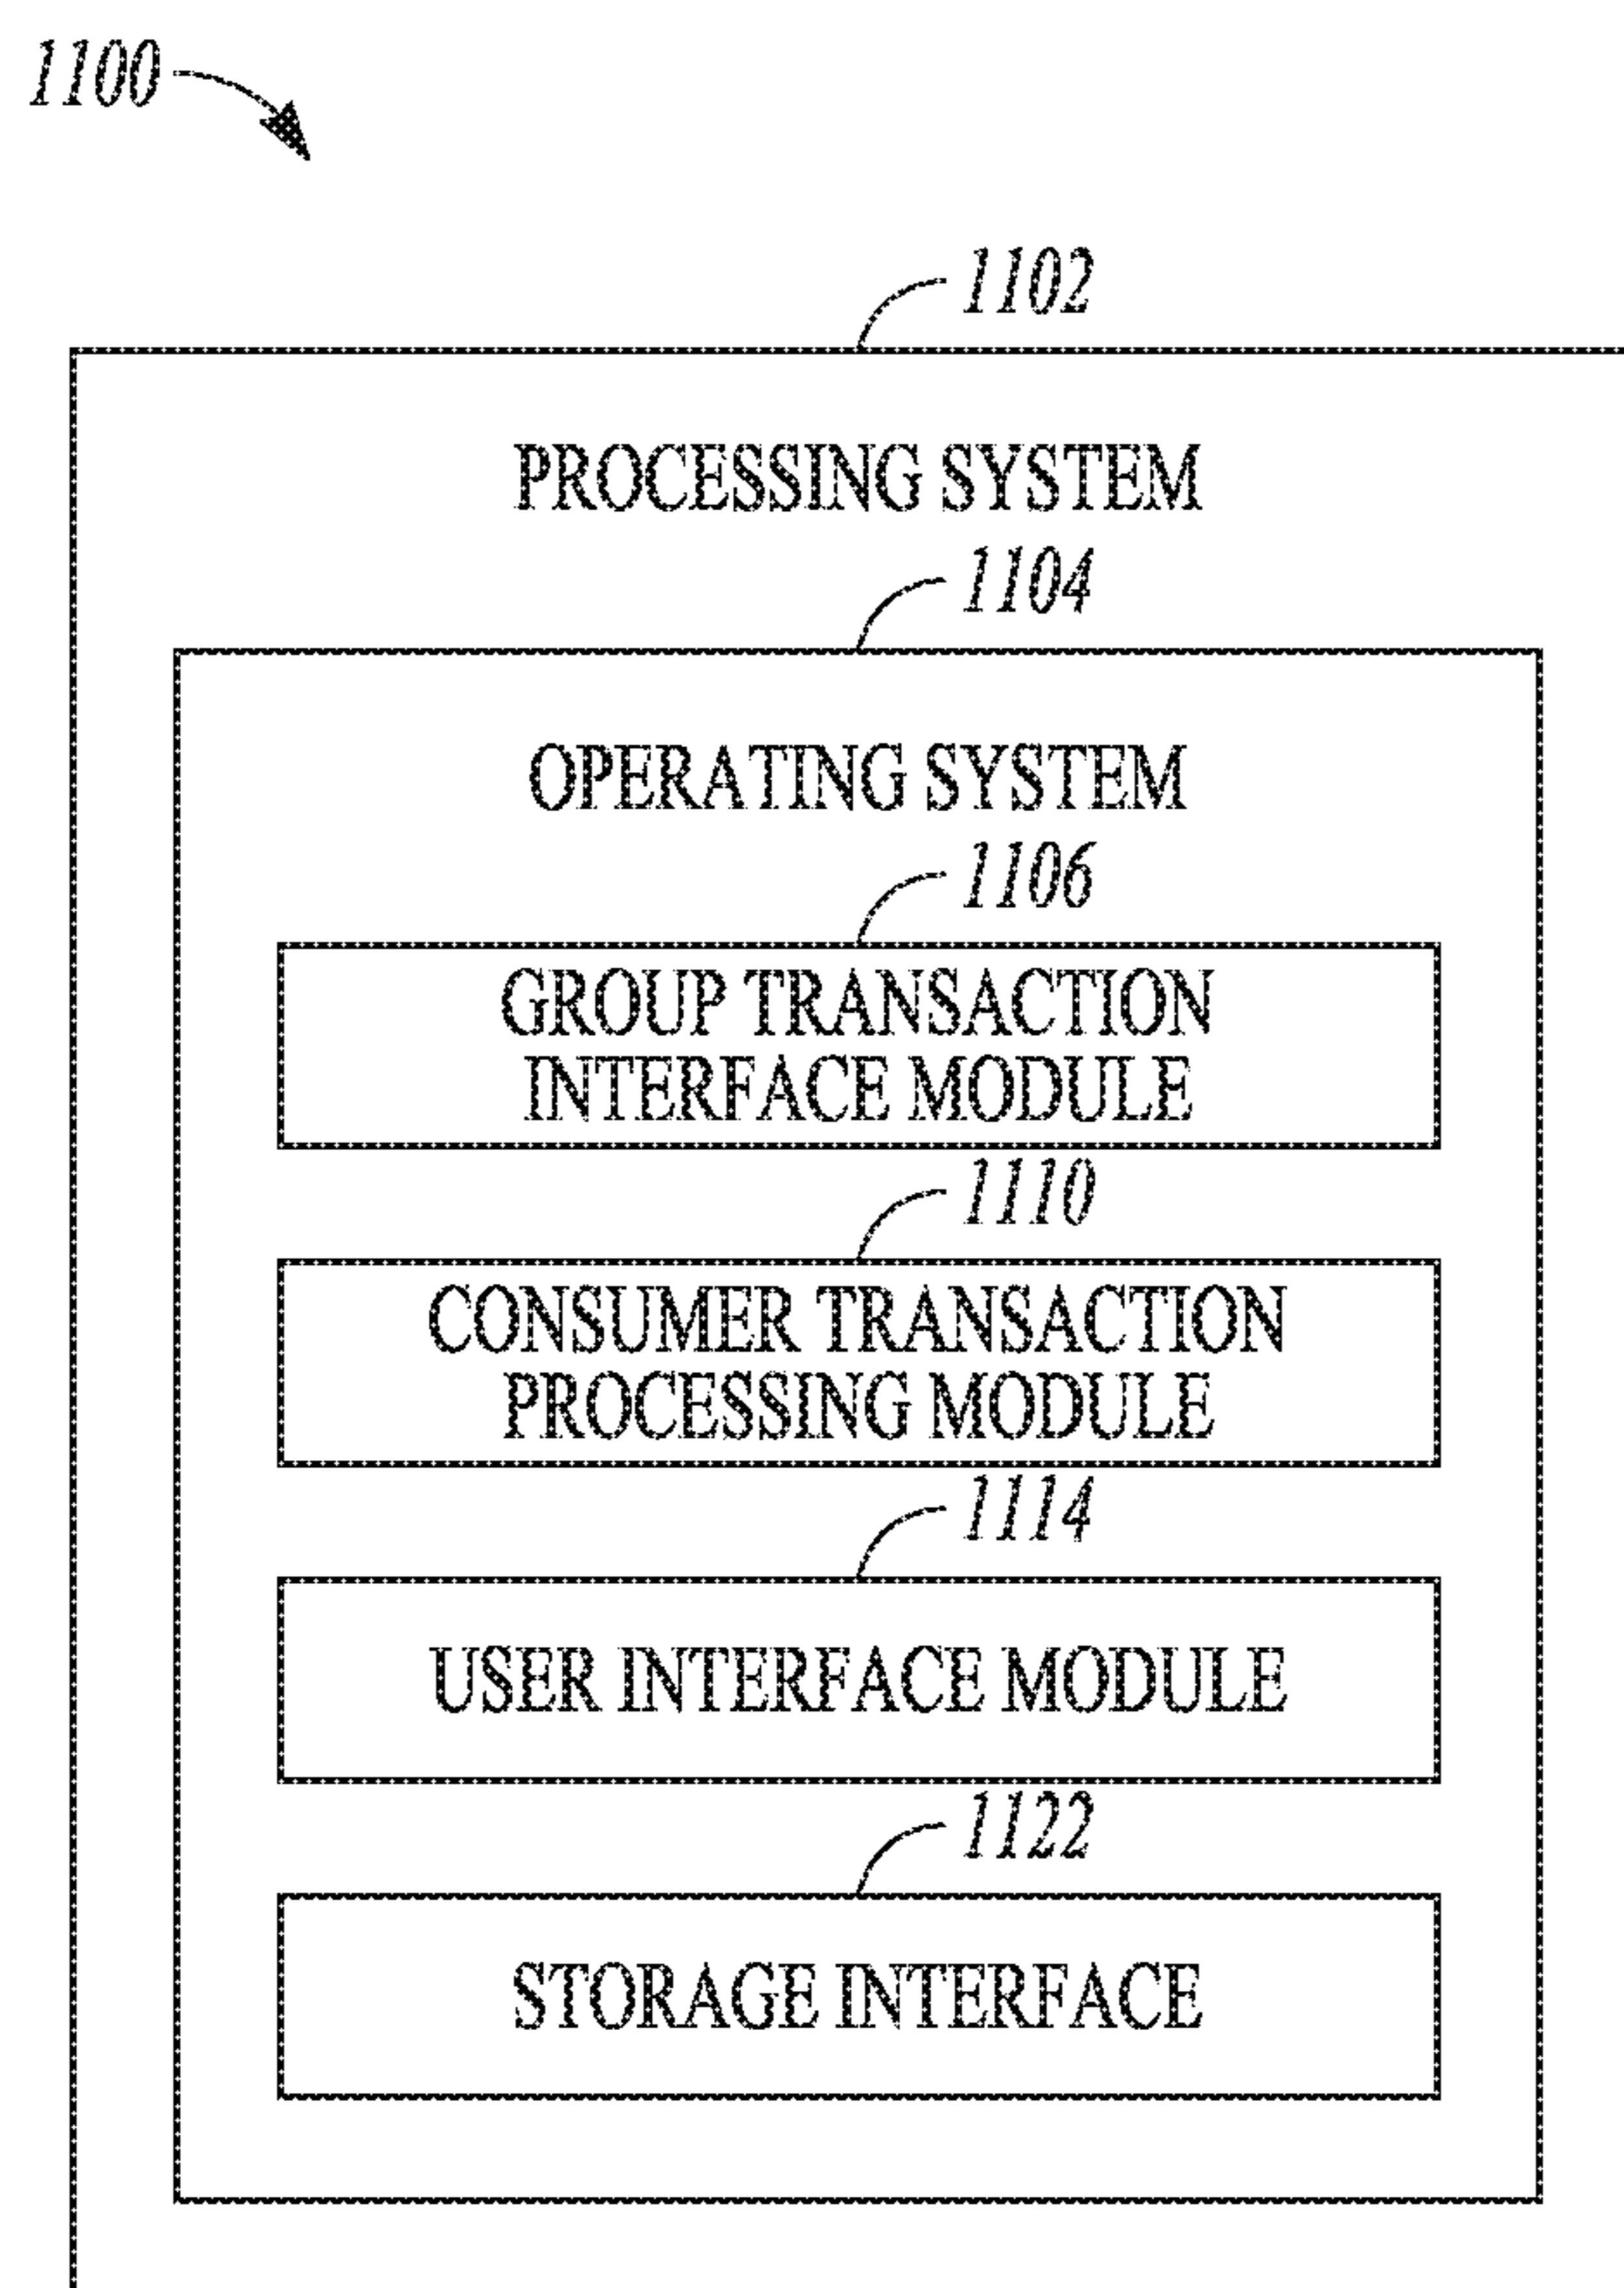 1100
1102
PROCESSING SYSTEM
1104
OPERATING SYSTEM
1106
GROUP TRANSACTION
INTERFACE MODULE
1110
CONSUMER TRANSACTION
PROCESSING MODULE
1114
USER INTERFACE MODULE
1122
STORAGE INTERFACE